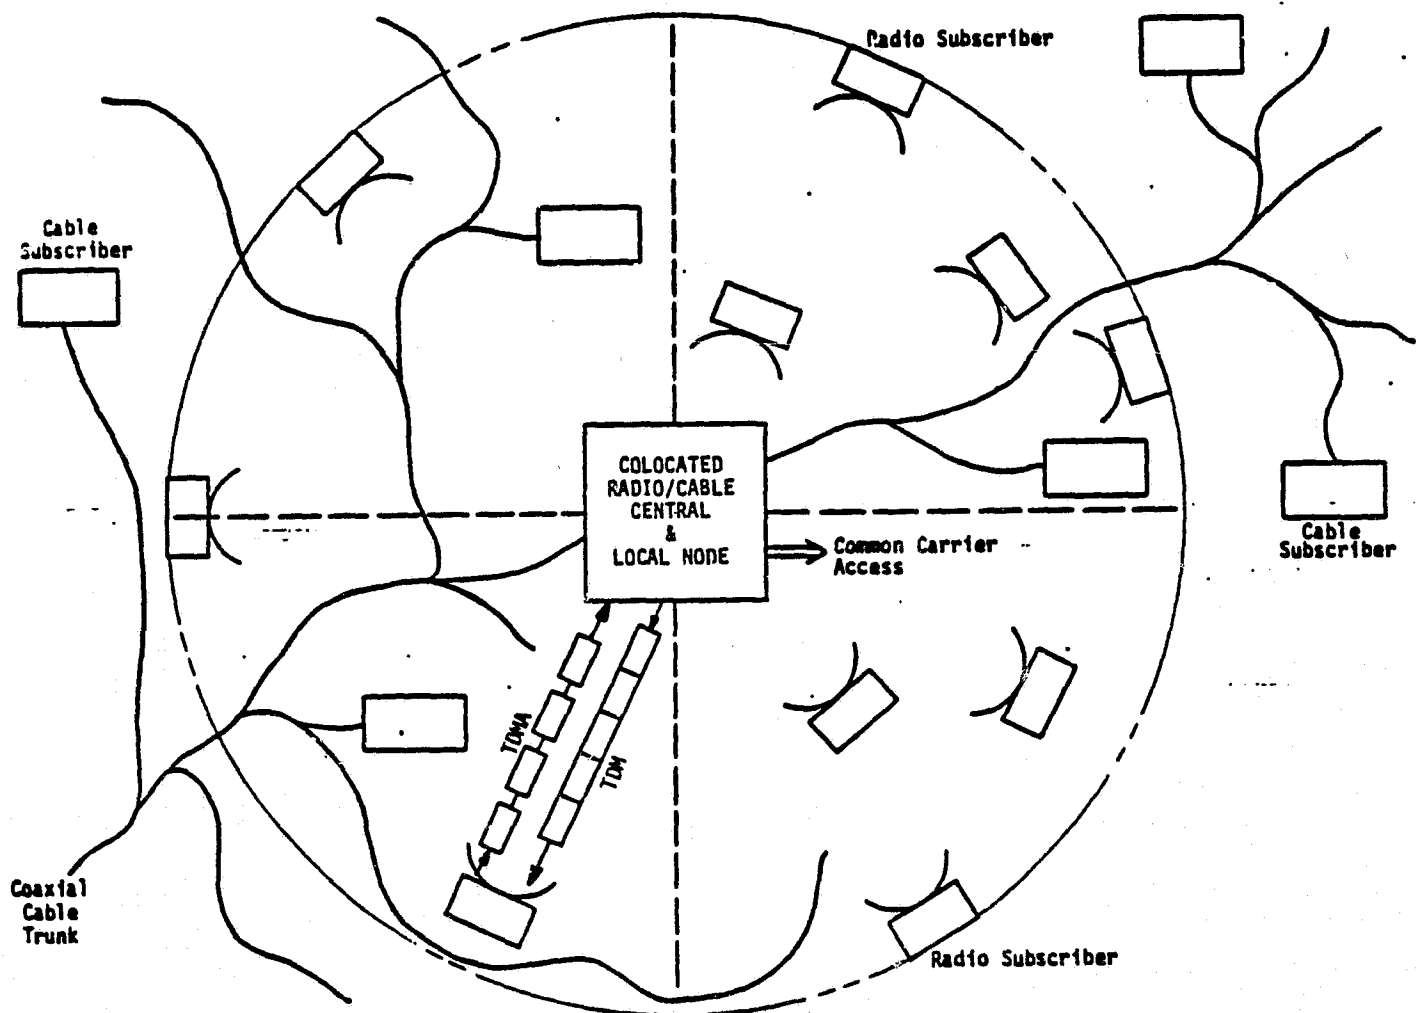 Radio Subscriber
Cable
Subscriber
COLOCATED
RADIO/CABLE
CENTRAL
&
LOCAL NODE
Common Carrier
Access
Cable
Subscriber
TDMA
TDM
Coaxial
Cable
Trunk
Radio Subscriber